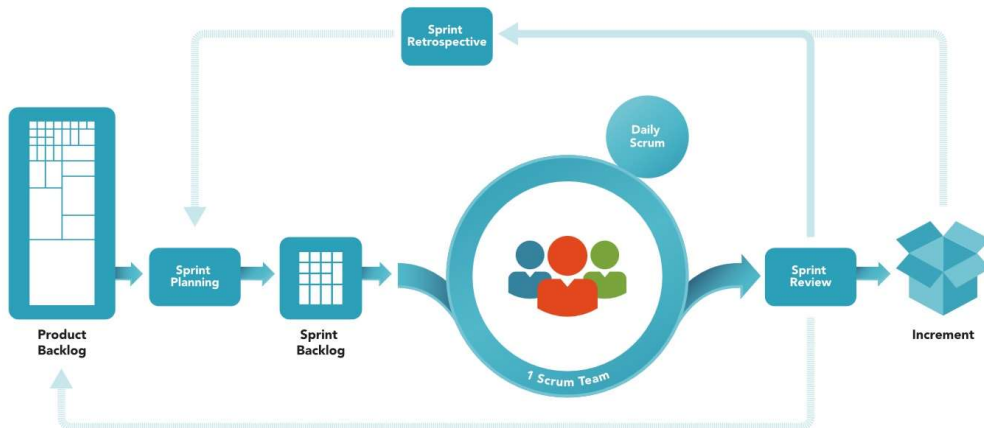 Sprint
Retrospective
Daily
Scrum
Product
Backlog
Sprint
Planning
Sprint
Backlog
1 Scrum Team
Sprint
Review
Increment